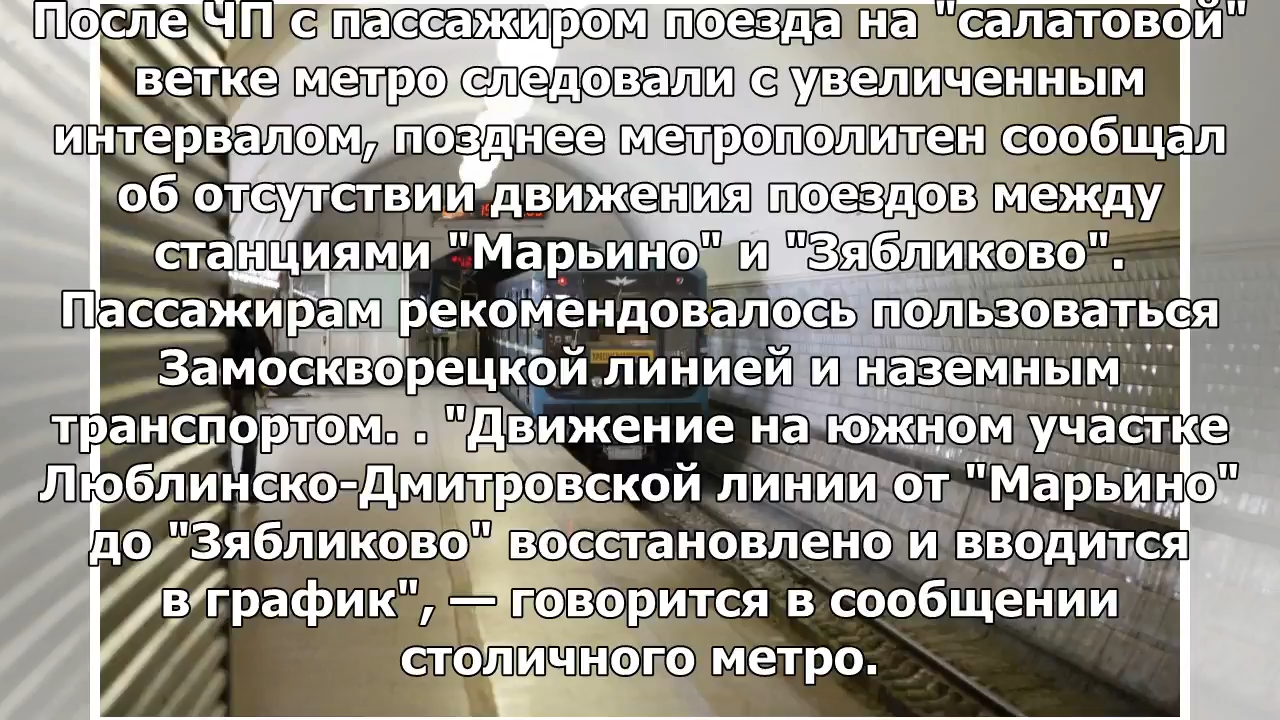 После ЧП с пассажиром поезда на "салатовой"
ветке метро следовали с увеличенным
интервалом, позднее метрополитен сообщал
об отсутствии движения поездов между
станциями "Марьино" и "Зябликово".
Пассажирам рекомендовалось пользоваться
Замоскворецкой линией и наземным
транспортом. . "Движение на южном участке
Люблинско-Дмитровской линии от "Марьино"
до "Зябликово" восстановлено и вводится
в график", — говорится в сообщении
столичного метро.